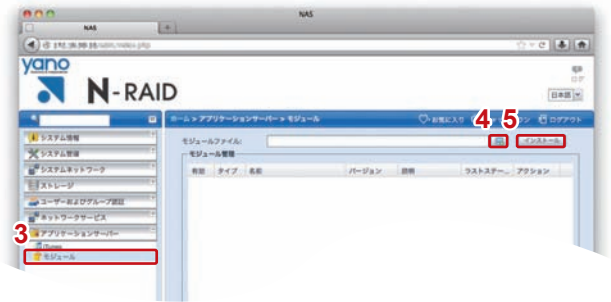 NAS
NAS
yano
N-RAID
日本語
ホーム > アプリケーションサーバー > モジュール
お気に入り
ログアウト
4 5
システム情報
モジュールファイル:
インストール
システム管理
モジュール管理
システムネットワーク
有効 タイプ 名前 バージョン 説明 ラストステー... アクション
ストレージ
ユーザーおよびグループ認証
ネットワークサービス
3
アプリケーションサーバー
iTunes
モジュール